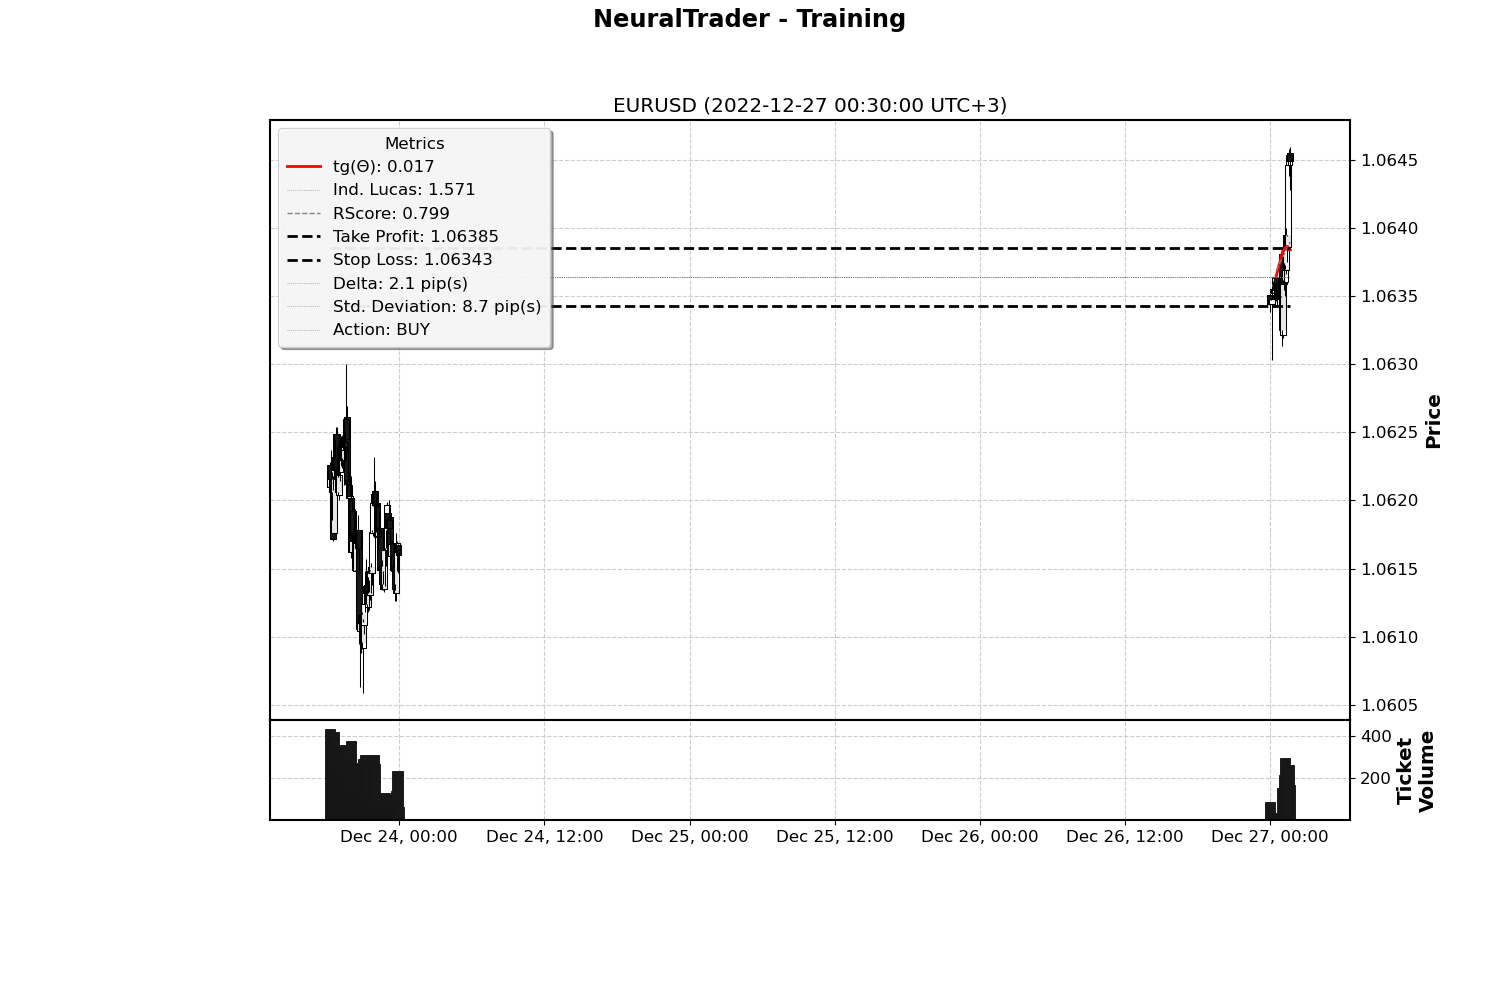 NeuralTrader - Training
EURUSD (2022-12-27 00:30:00 UTC+3)
Metrics
tg(Θ): 0.017
Ind. Lucas: 1.571
RScore: 0.799
Take Profit: 1.06385
Stop Loss: 1.06343
Delta: 2.1 pip(s)
Std. Deviation: 8.7 pip(s)
Action: BUY
1.0645
1.0640
1.0635
1.0630
1.0625
1.0620
1.0615
1.0610
1.0605
Price
400
200
Ticket
Volume
Dec 24, 00:00
Dec 24, 12:00
Dec 25, 00:00
Dec 25, 12:00
Dec 26, 00:00
Dec 26, 12:00
Dec 27, 00:00